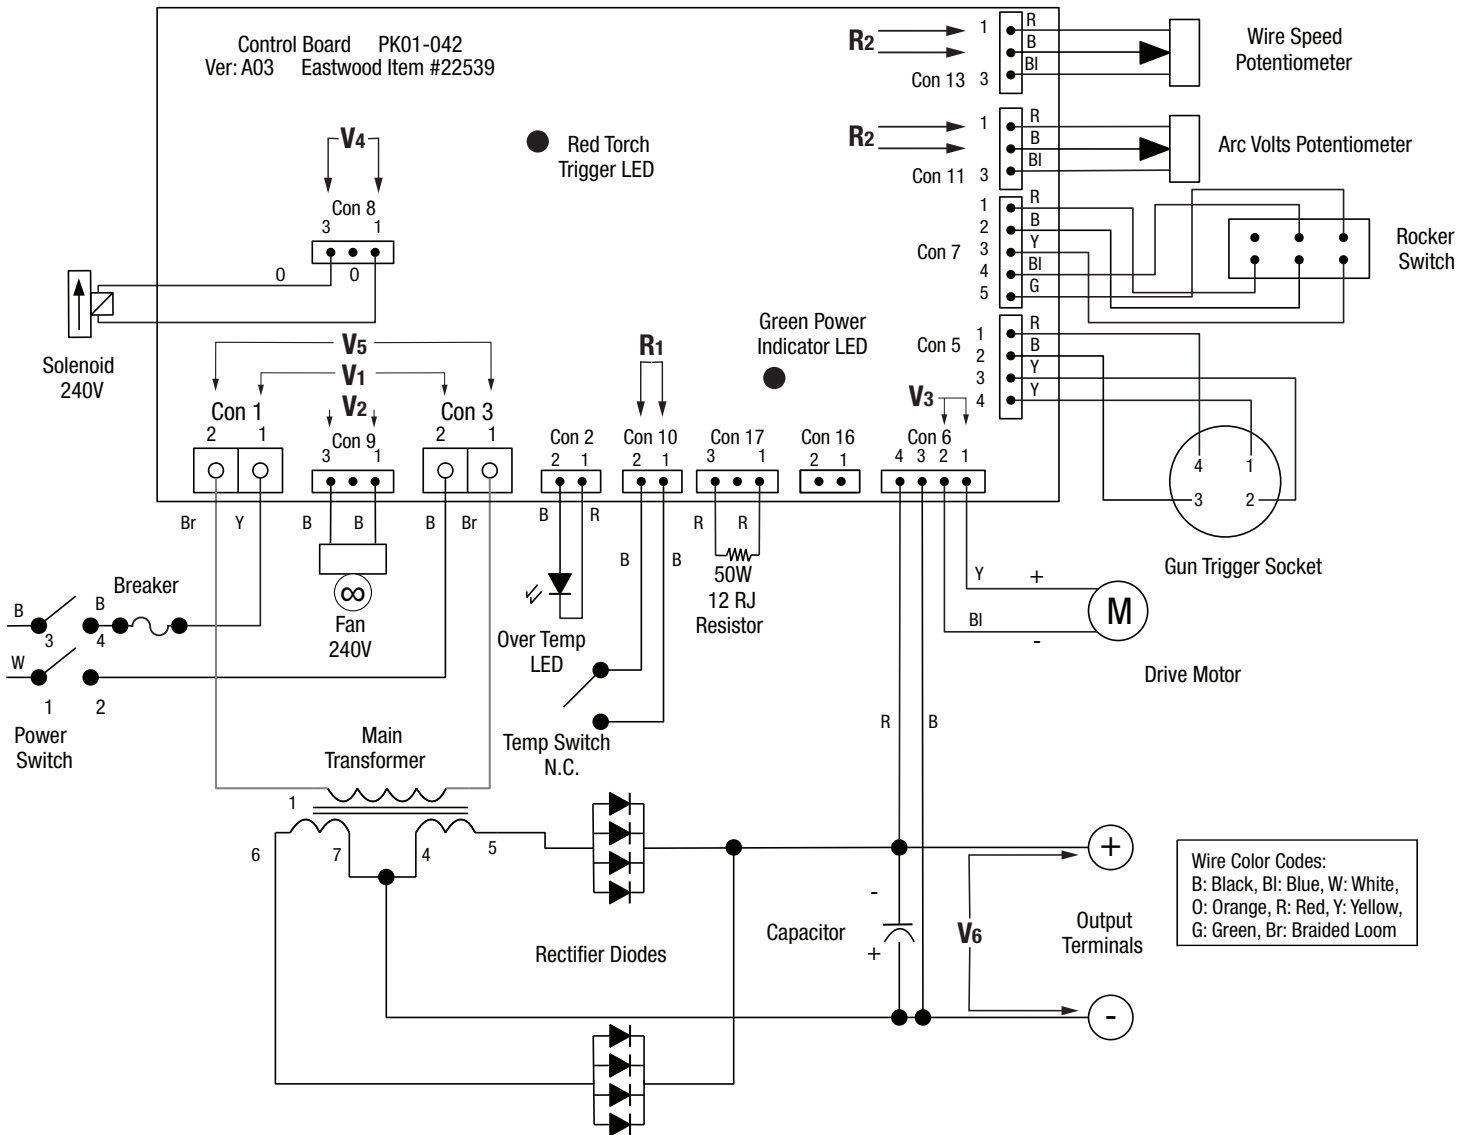 Control Board PK01-042
Ver: A03 Eastwood Item #22539
R2
1
R
B
Bl
Con 13 3
Wire Speed
Potentiometer
V4
Red Torch
Trigger LED
R2
1
R
B
Bl
Con 11 3
Arc Volts Potentiometer
Con 8
3 1
O O
Solenoid
240V
Con 7
1 R
2 B
3 Y
4 Bl
5 G
Rocker
Switch
Green Power
Indicator LED
Con 5
1 R
2 B
3 Y
4 Y
V5
V1
V2
R1
V3
Con 1
2 1
Con 9
3 1
Con 3
2 1
Con 2
2 1
Con 10
2 1
Con 17
3 1
Con 16
2 1
Con 6
4 3 2 1
4 1
3 2
Gun Trigger Socket
Br Y B B B Br B R B B R R
50W
12 RJ
Resistor
Y +
Bl -
M
Drive Motor
Breaker
B 3 B 4
W
1 2
Power
Switch
∞
Fan
240V
Over Temp
LED
Temp Switch
N.C.
R B
Main
Transformer
1
6 7 4 5
Rectifier Diodes
-
Capacitor
+
V6
+
Output
Terminals
-
Wire Color Codes:
B: Black, Bl: Blue, W: White,
O: Orange, R: Red, Y: Yellow,
G: Green, Br: Braided Loom